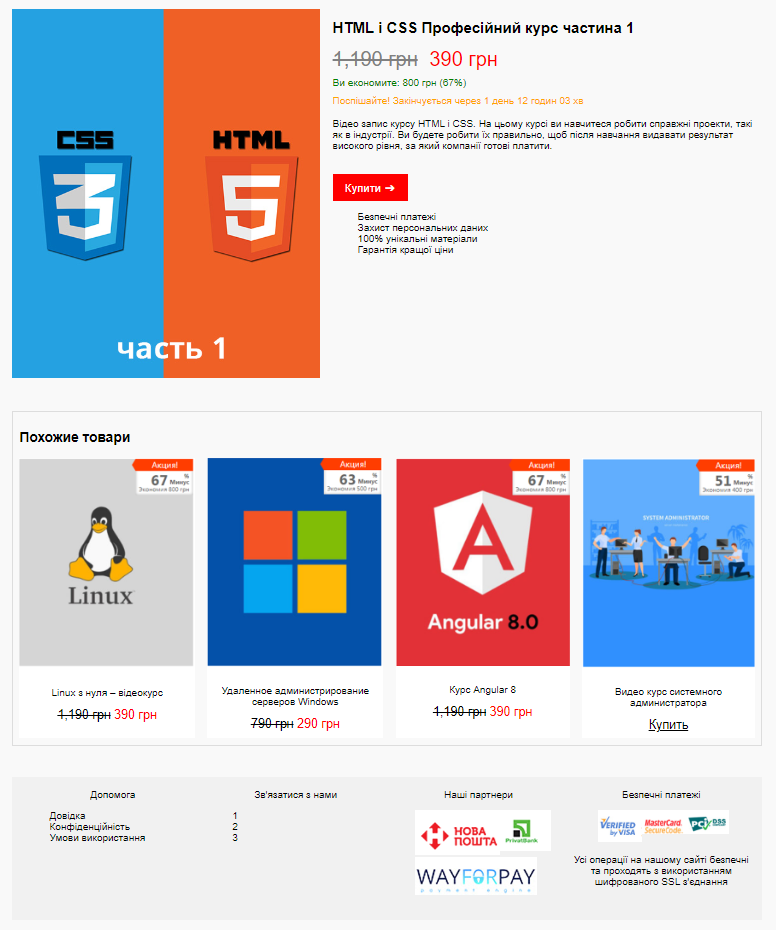 CSS
HTML
3
5
часть 1
HTML і CSS Професійний курс частина 1
1,190 грн 390 грн
Ви економите: 800 грн (67%)
Поспішайте! Закінчується через 1 день 12 годин 03 хв
Відео запис курсу HTML і CSS. На цьому курсі ви навчитеся робити справжні проекти, такі
як в індустрії. Ви будете робити їх правильно, щоб після навчання видавати результат
високого рівня, за який компанії готові платити.
Купити ➔
Безпечні платежі
Захист персональних даних
100% унікальні матеріали
Гарантія кращої ціни
Похожие товари
Акция!
67 % Минус
Экономия 800 грн
Linux
Linux з нуля – відеокурс
1,190 грн 390 грн
Акция!
63 % Минус
Экономия 500 грн
Удаленное администрирование
серверов Windows
790 грн 290 грн
Акция!
67 % Минус
Экономия 800 грн
A
Angular 8.0
Курс Angular 8
1,190 грн 390 грн
Акция!
51 % Минус
Экономия 400 грн
SYSTEM ADMINISTRATOR
Видео курс системного
администратора
Купить
Допомога
Довідка
Конфіденційність
Умови використання
Зв'язатися з нами
1
2
3
Наші партнери
НОВА
ПОШТА
PrivatBank
WAYFORPAY
payment engine
Безпечні платежі
VERIFIED
by VISA
MasterCard.
SecureCode.
PCI DSS
Усі операції на нашому сайті безпечні
та проходять з використанням
шифрованого SSL з'єднання